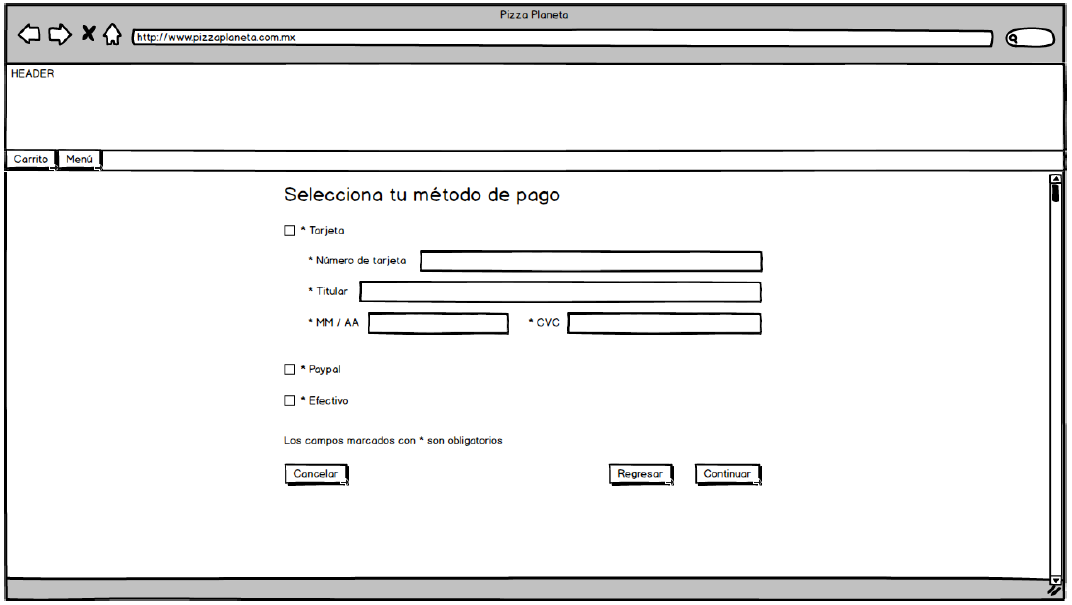 Pizza Planeta
http://www.pizzaplaneta.com.mx
HEADER
Carrito Menú
Selecciona tu método de pago
* Tarjeta
* Número de tarjeta
* Titular
* MM / AA * CVC
* Paypal
* Efectivo
Los campos marcados con * son obligatorios
Cancelar Regresar Continuar